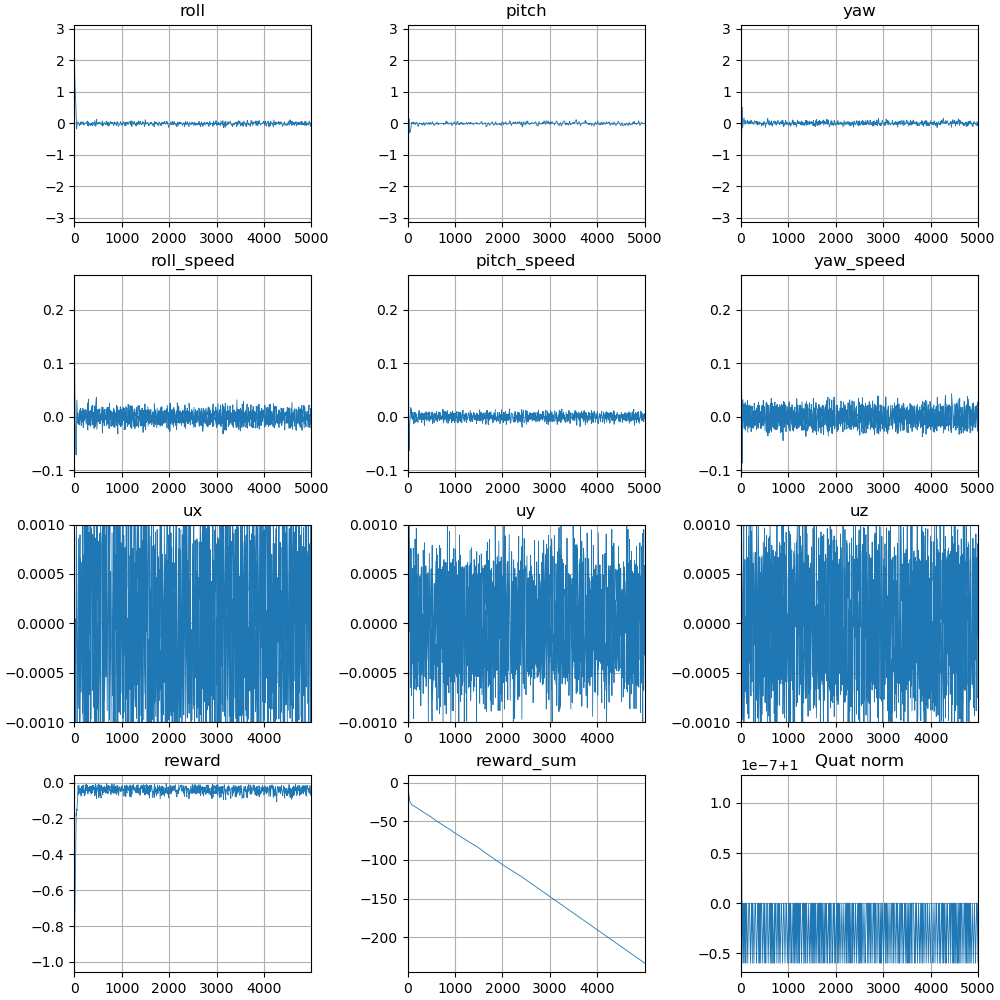 roll pitch yaw
3 3 3
2 2 2
1 1 1
0 0 0
−1 −1 −1
−2 −2 −2
−3 −3 −3
0 1000 2000 3000 4000 5000 0 1000 2000 3000 4000 5000 0 1000 2000 3000 4000 5000
roll_speed pitch_speed yaw_speed
0.2 0.2 0.2
0.1 0.1 0.1
0.0 0.0 0.0
−0.1 −0.1 −0.1
0 1000 2000 3000 4000 5000 0 1000 2000 3000 4000 5000 0 1000 2000 3000 4000 5000
ux uy uz
0.0010 0.0010 0.0010
0.0005 0.0005 0.0005
0.0000 0.0000 0.0000
−0.0005 −0.0005 −0.0005
−0.0010 −0.0010 −0.0010
0 1000 2000 3000 4000 0 1000 2000 3000 4000 0 1000 2000 3000 4000
reward reward_sum Quat norm
1e−7+1
0.0 0 1.0
−0.2 −50 0.5
−0.4 −100 0.0
−0.6 −150 −0.5
−0.8 −200
−1.0
0 1000 2000 3000 4000 5000 0 1000 2000 3000 4000 0 1000 2000 3000 4000 5000